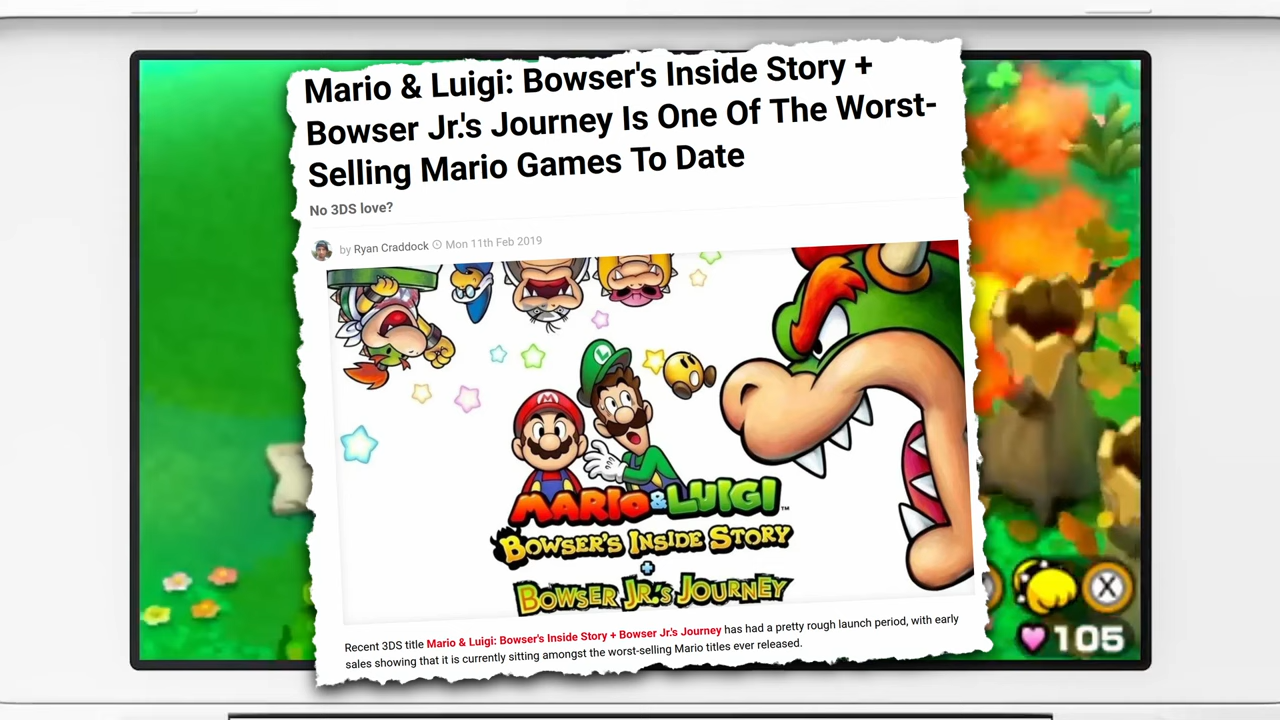 Mario & Luigi: Bowser's Inside Story +
Bowser Jr.'s Journey Is One Of The Worst-
Selling Mario Games To Date
No 3DS love?
by Ryan Craddock Mon 11th Feb 2019
M
L
MARIO & LUIGI™
BOWSER'S INSIDE STORY
+
BOWSER JR.'S JOURNEY
Recent 3DS title Mario & Luigi: Bowser's Inside Story + Bowser Jr.'s Journey has had a pretty rough launch period, with early
sales showing that it is currently sitting amongst the worst-selling Mario titles ever released.
X
105